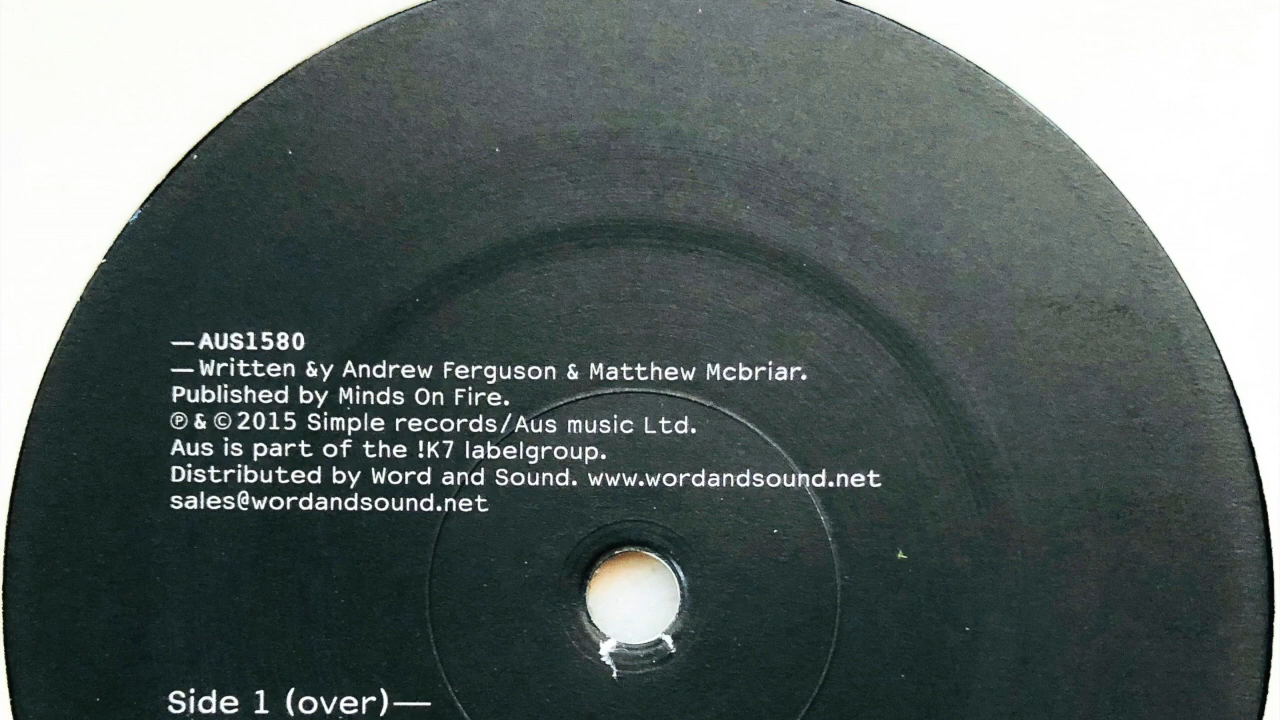 —AUS1580
—Written &y Andrew Ferguson & Matthew Mcbriar.
Published by Minds On Fire.
℗ & © 2015 Simple records/Aus music Ltd.
Aus is part of the !K7 labelgroup.
Distributed by Word and Sound. www.wordandsound.net
sales@wordandsound.net
Side 1 (over)—